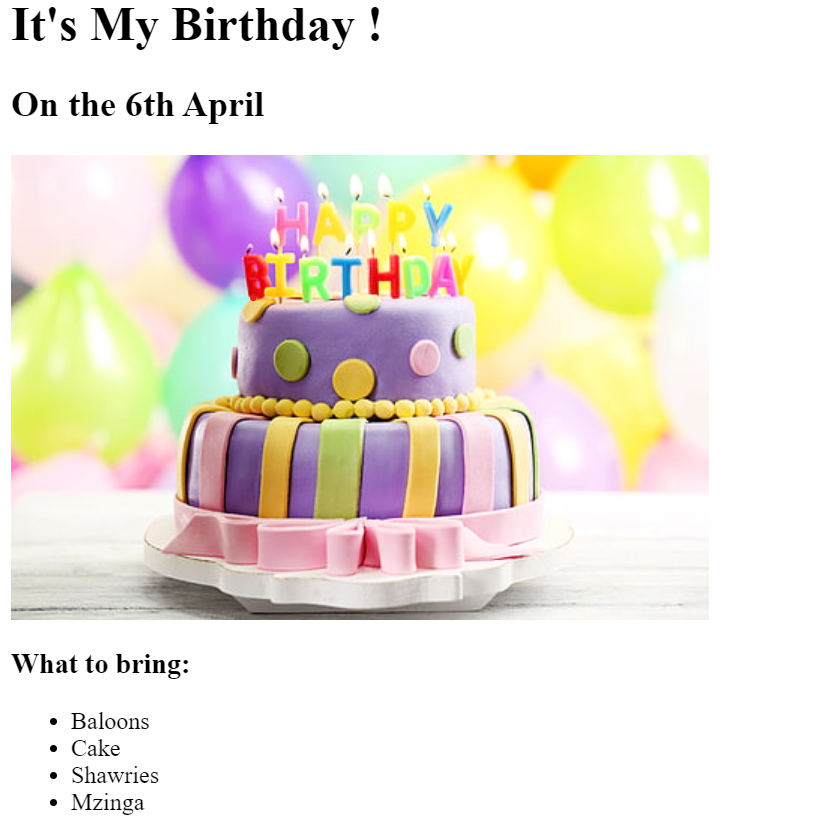 It's My Birthday !
On the 6th April
HAPPY
BIRTHDAY
What to bring:
Baloons
Cake
Shawries
Mzinga